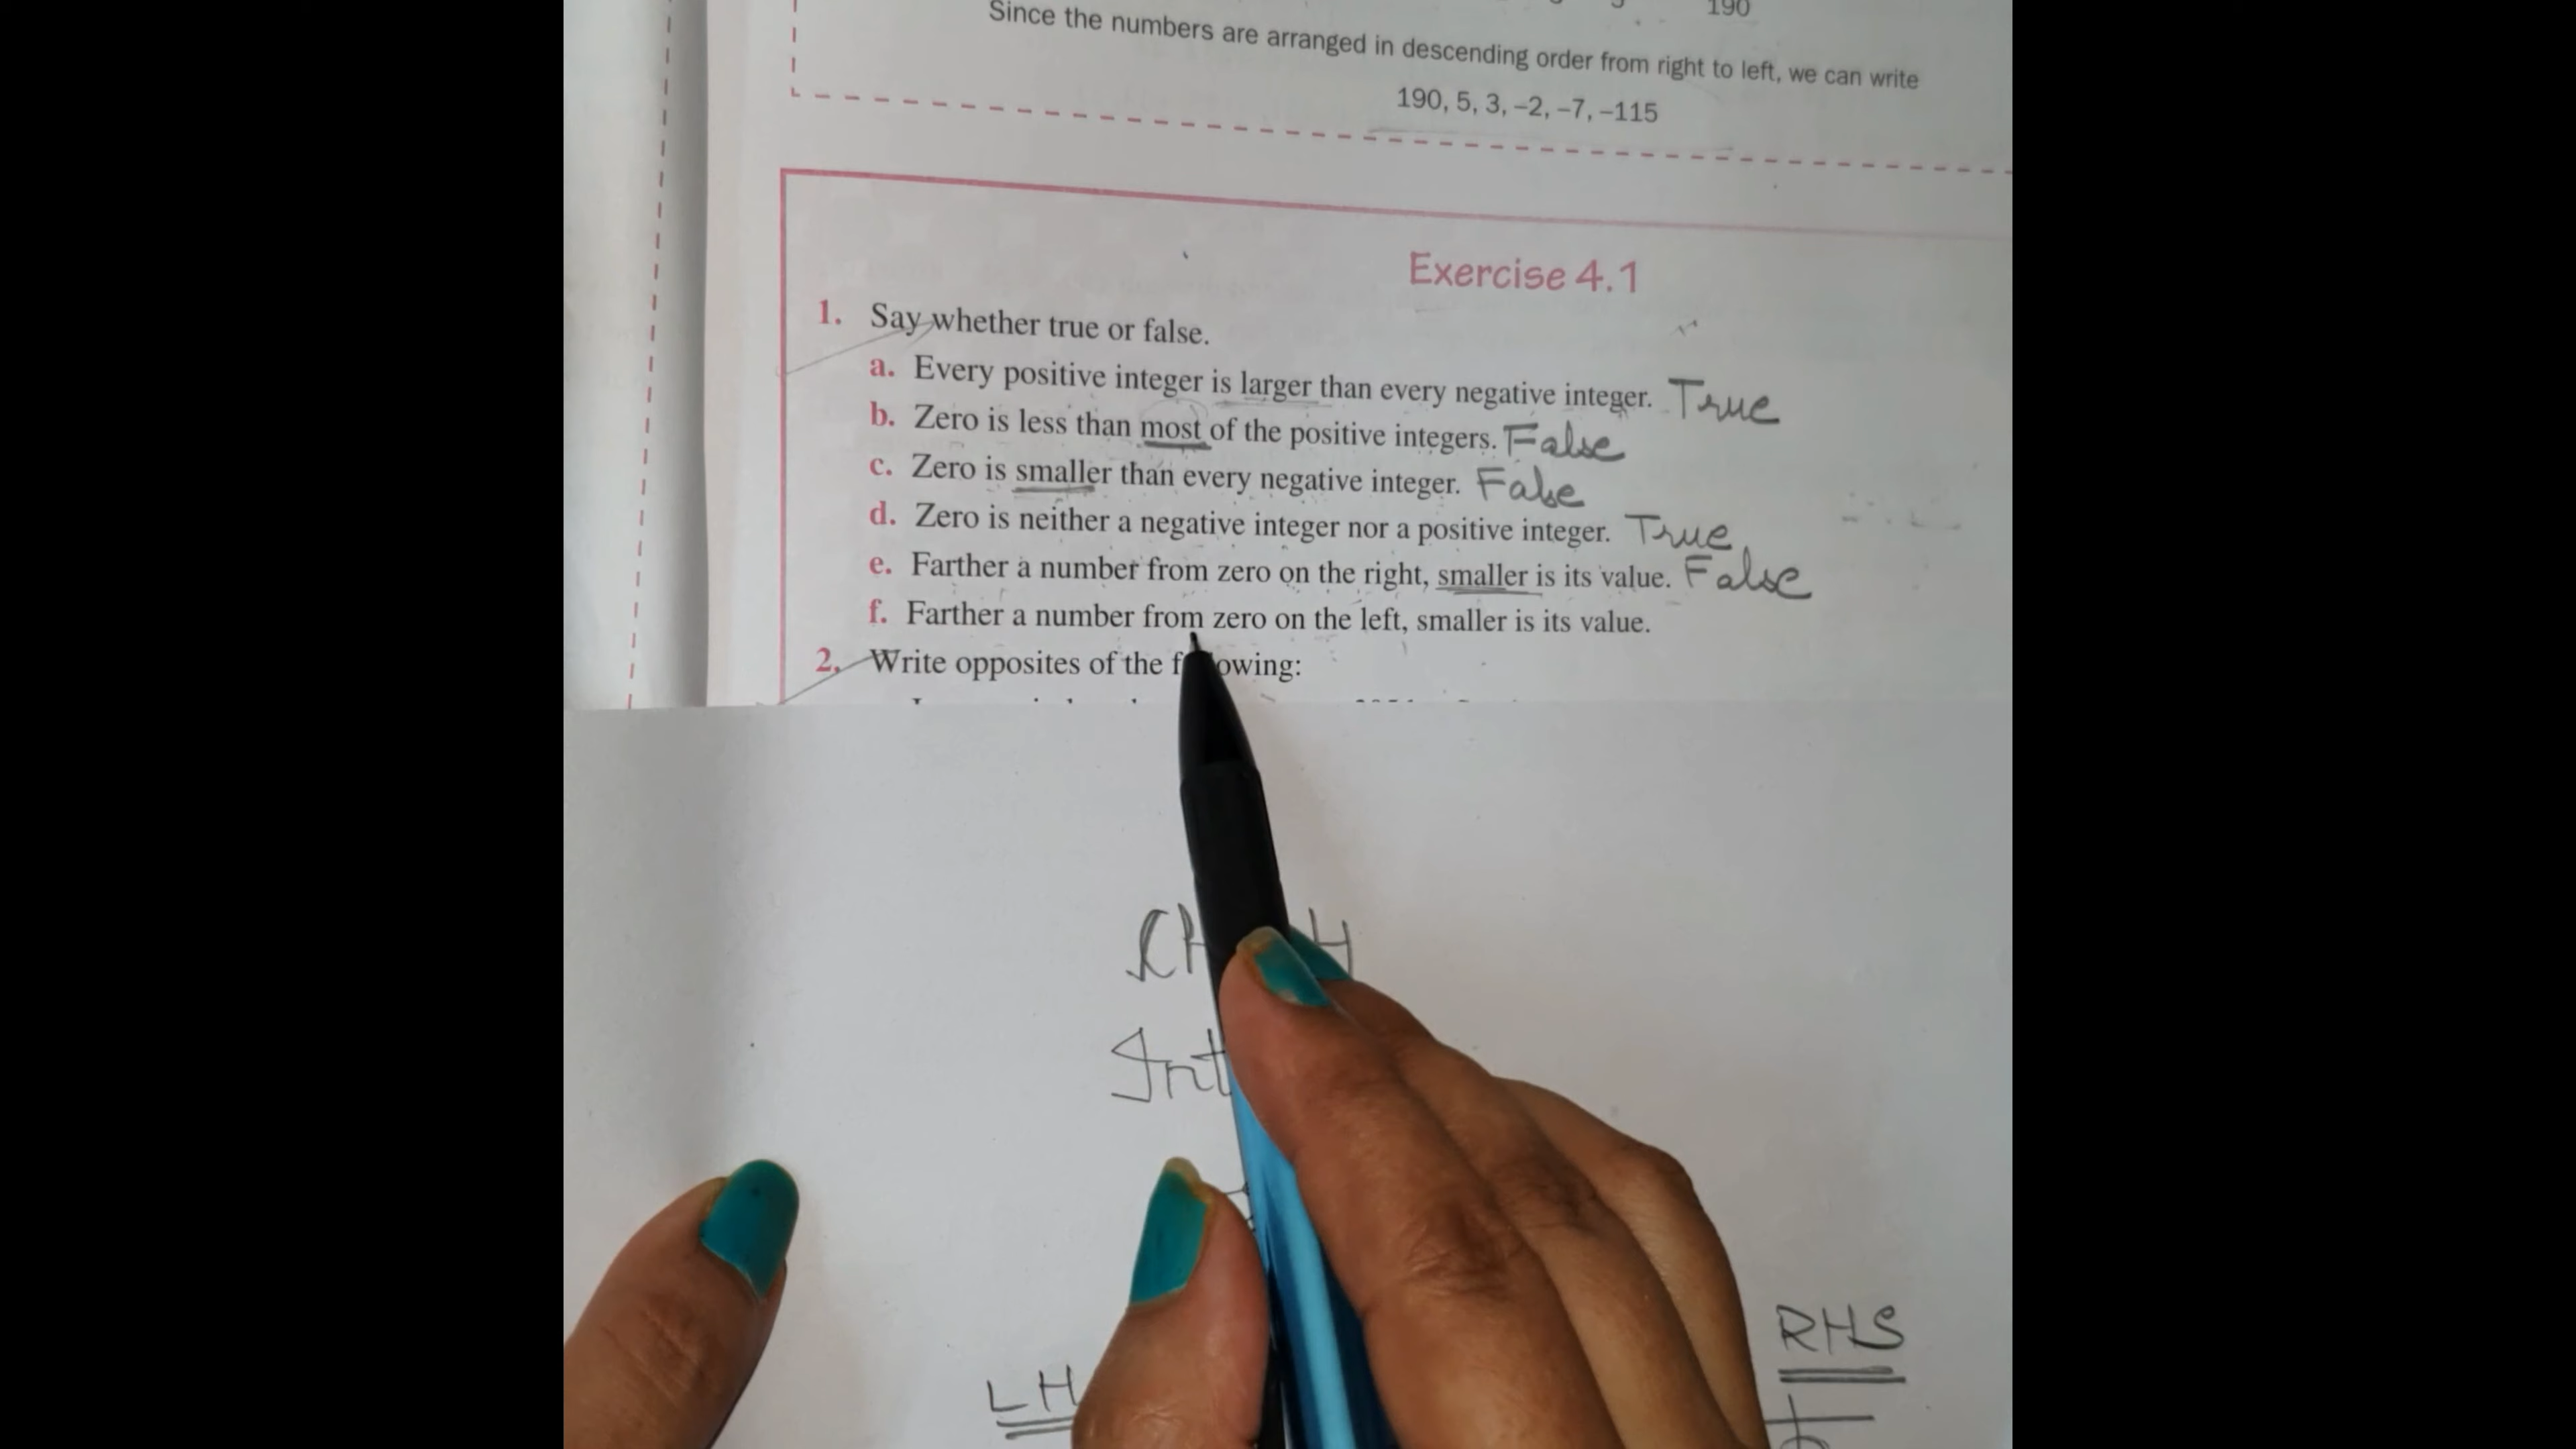 190
Since the numbers are arranged in descending order from right to left, we can write
190, 5, 3, –2, –7, –115
Exercise 4.1
1. Say whether true or false.
a. Every positive integer is larger than every negative integer. True
b. Zero is less than most of the positive integers. False
c. Zero is smaller than every negative integer. False
d. Zero is neither a negative integer nor a positive integer. True
e. Farther a number from zero on the right, smaller is its value. False
f. Farther a number from zero on the left, smaller is its value.
2. Write opposites of the following:
Int
RHS
LH